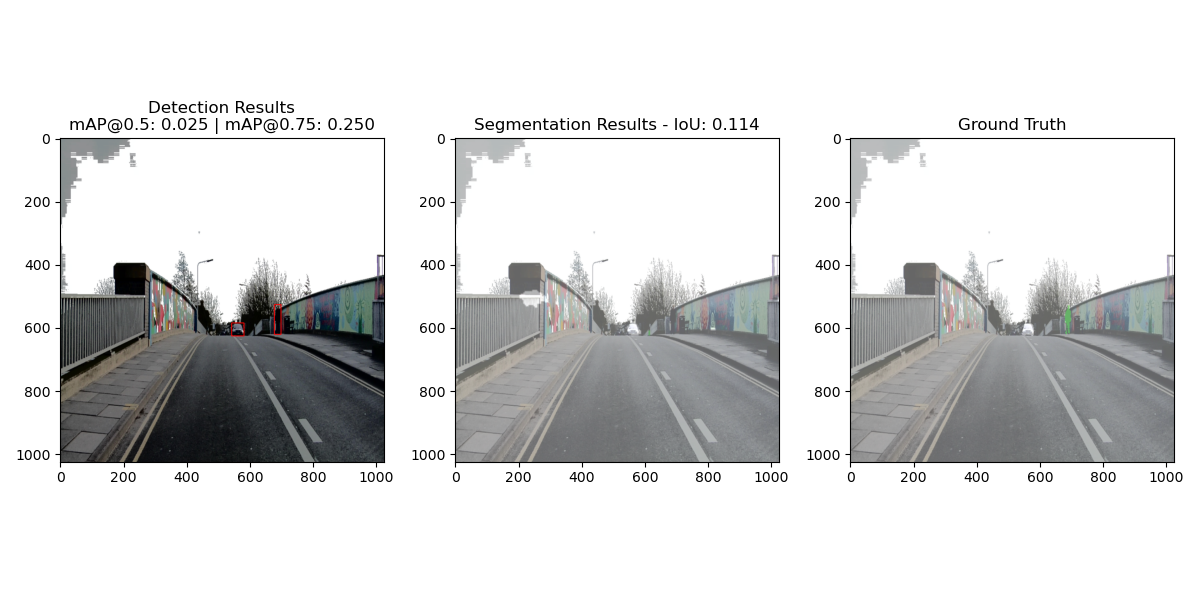 Detection Results
mAP@0.5: 0.025 | mAP@0.75: 0.250
Segmentation Results - IoU: 0.114
Ground Truth
0
200
400
600
800
1000
0 200 400 600 800 1000
0
200
400
600
800
1000
0 200 400 600 800 1000
0
200
400
600
800
1000
0 200 400 600 800 1000